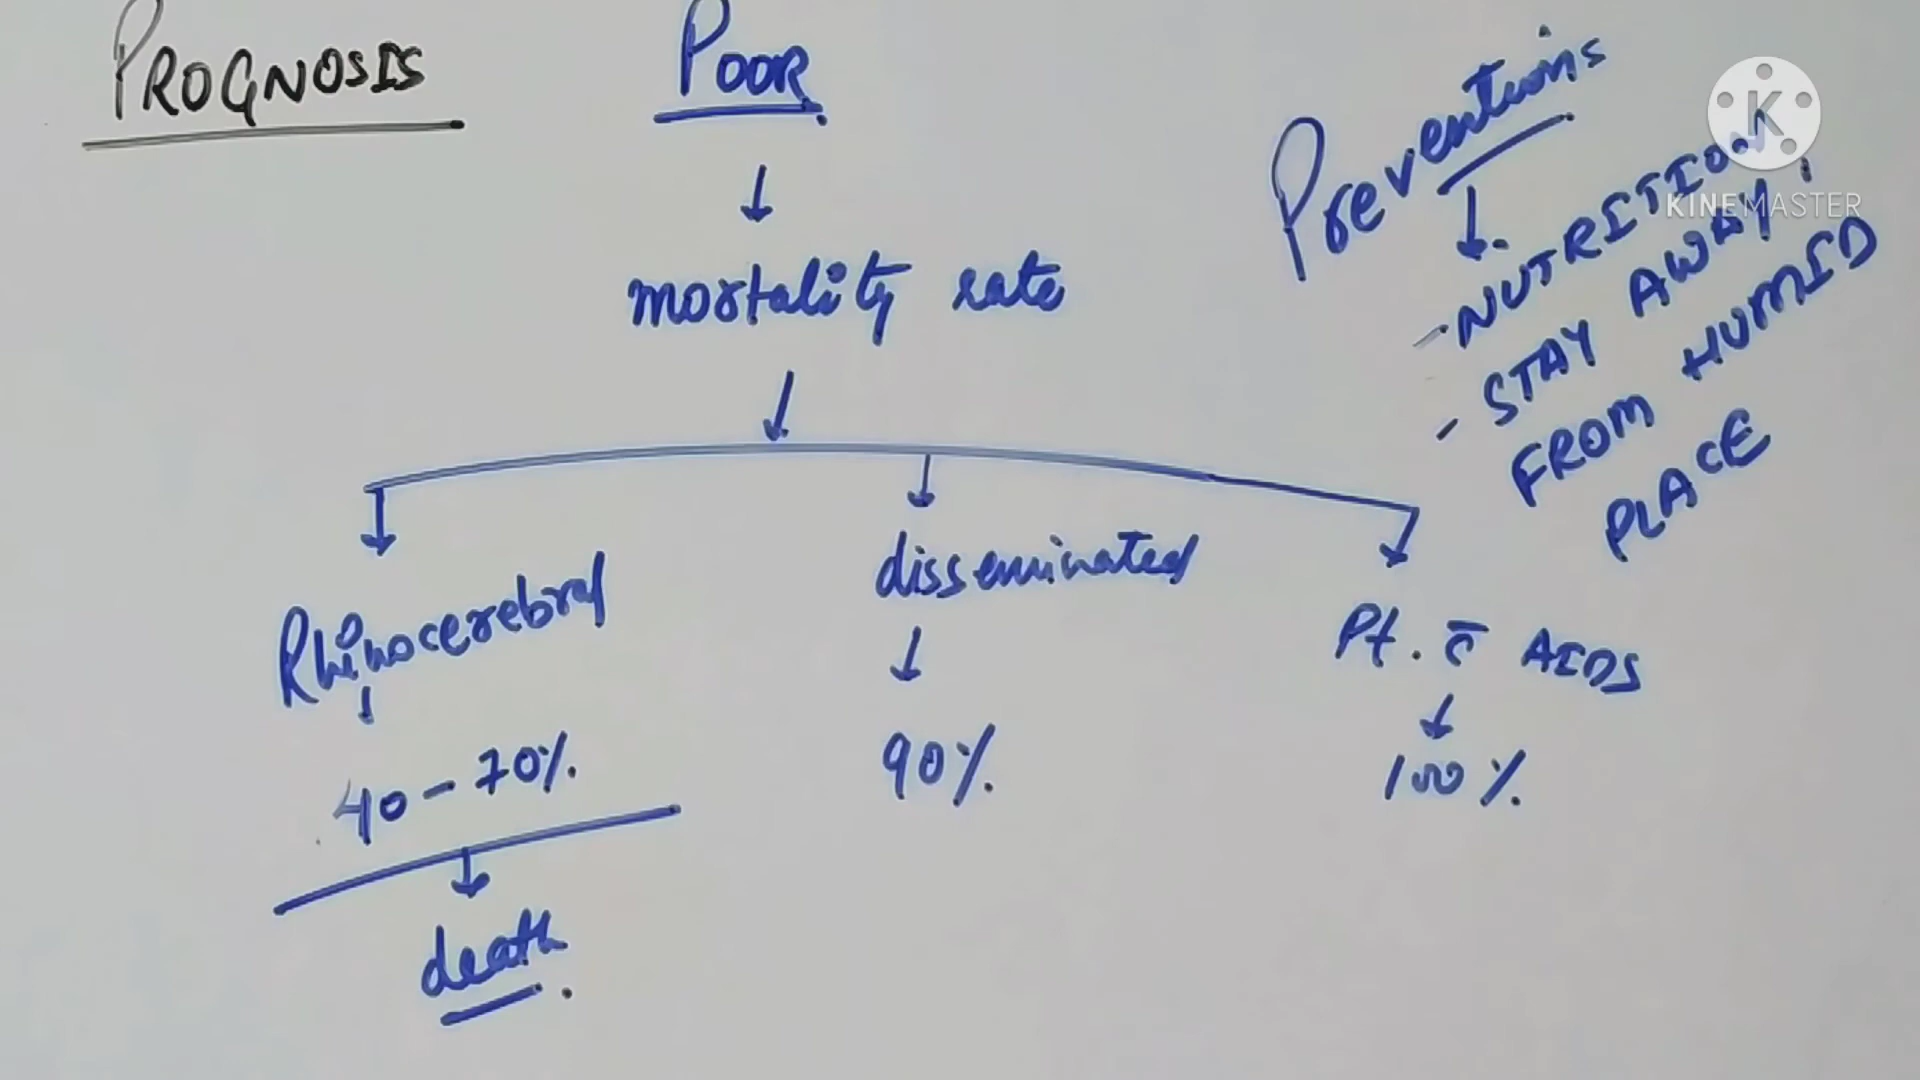 PROGNOSIS
POOR
mortality rate
Rhinocerebral
40-70%
death.
disseminated
90%
Pt. c̄ AIDS
100%
Preventions
- NUTRITION
- STAY AWAY
FROM HUMID
PLACE
K
KINEMASTER